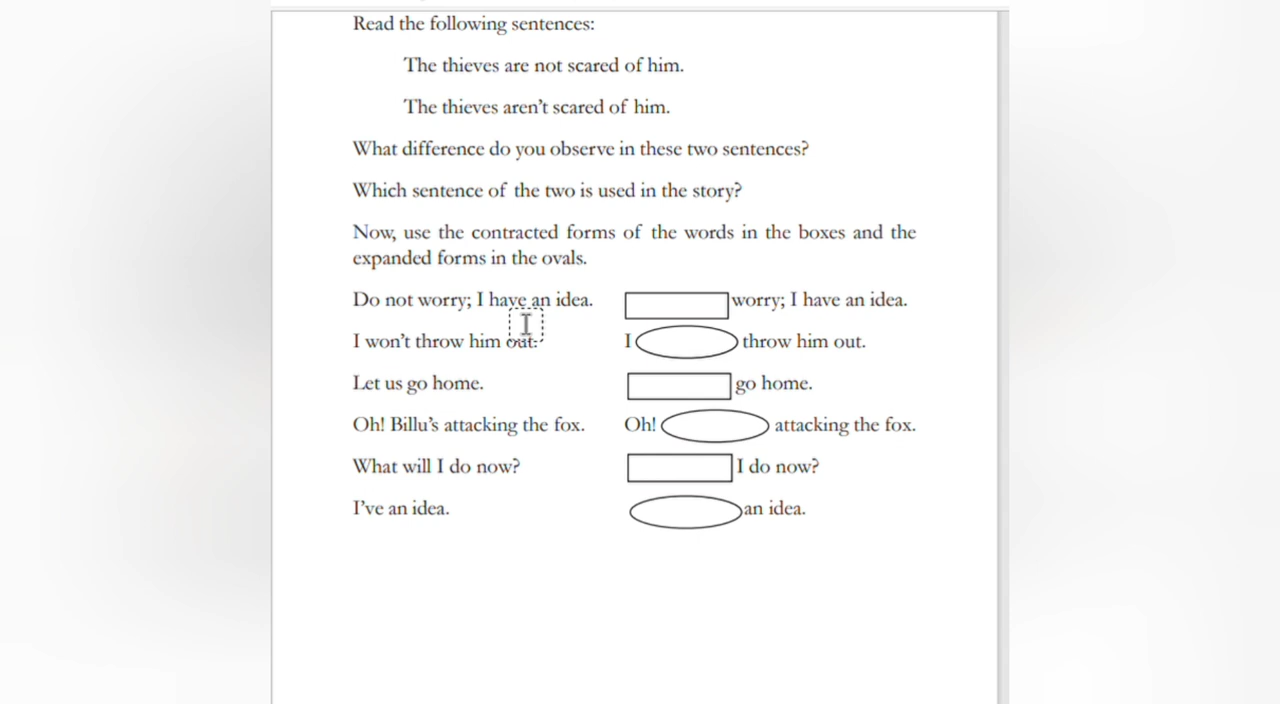 Read the following sentences:
The thieves are not scared of him.
The thieves aren't scared of him.
What difference do you observe in these two sentences?
Which sentence of the two is used in the story?
Now, use the contracted forms of the words in the boxes and the
expanded forms in the ovals.
Do not worry; I have an idea. worry; I have an idea.
I won't throw him out. I throw him out.
Let us go home. go home.
Oh! Billu's attacking the fox. Oh! attacking the fox.
What will I do now? I do now?
I've an idea. an idea.